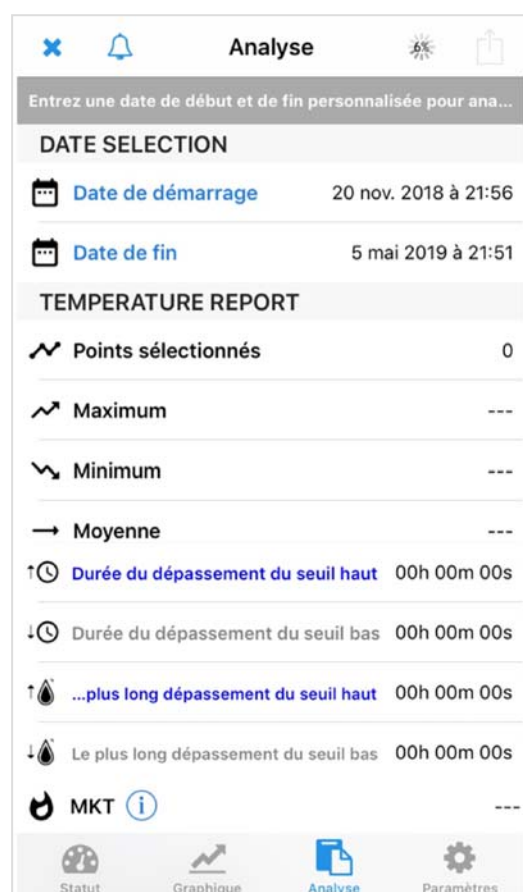 Analyse
6%
Entrez une date de début et de fin personnalisée pour ana...
DATE SELECTION
Date de démarrage 20 nov. 2018 à 21:56
Date de fin 5 mai 2019 à 21:51
TEMPERATURE REPORT
Points sélectionnés 0
Maximum ---
Minimum ---
Moyenne ---
Durée du dépassement du seuil haut 00h 00m 00s
Durée du dépassement du seuil bas 00h 00m 00s
...plus long dépassement du seuil haut 00h 00m 00s
Le plus long dépassement du seuil bas 00h 00m 00s
MKT i ---
Statut Graphique Analyse Paramètres